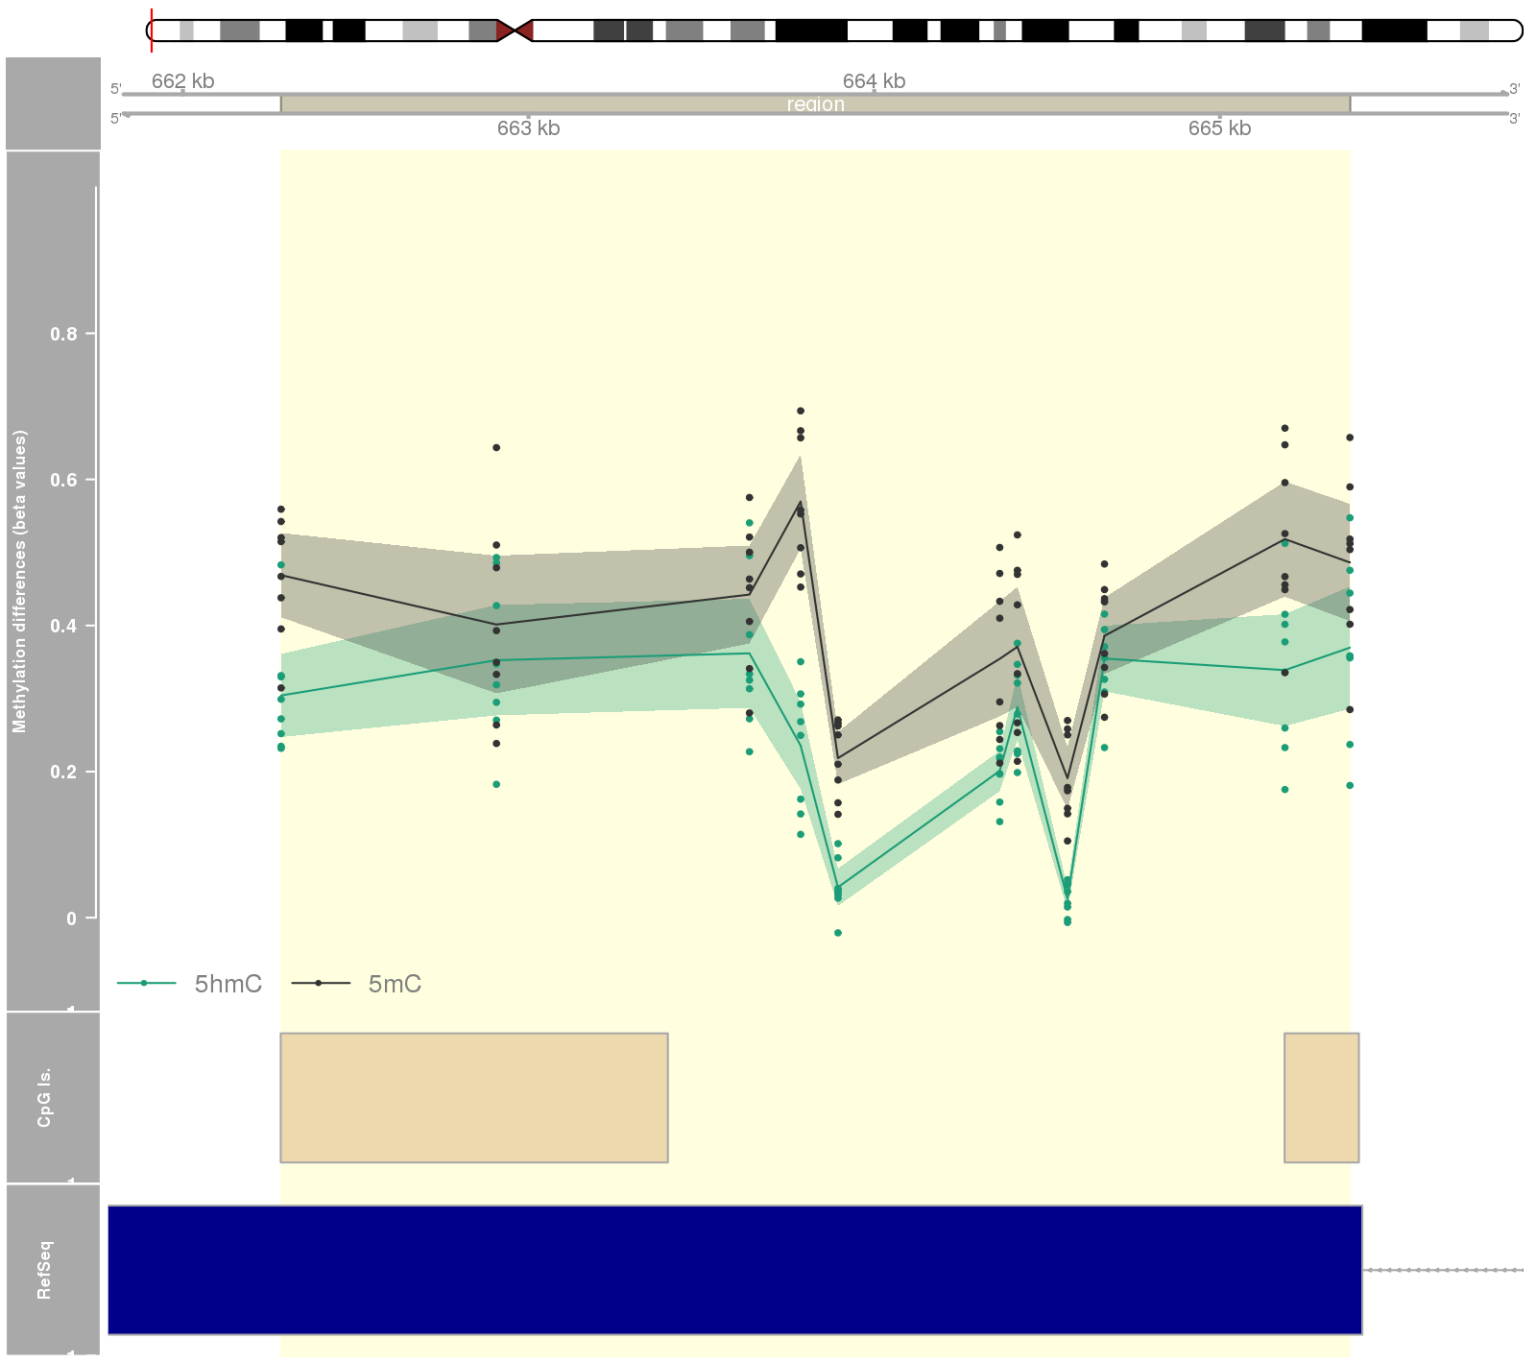 662 kb
664 kb
5'
3'
region
5'
3'
663 kb
665 kb
Methylation differences (beta values)
0.8
0.6
0.4
0.2
0
5hmC
5mC
CpG Is.
RefSeq